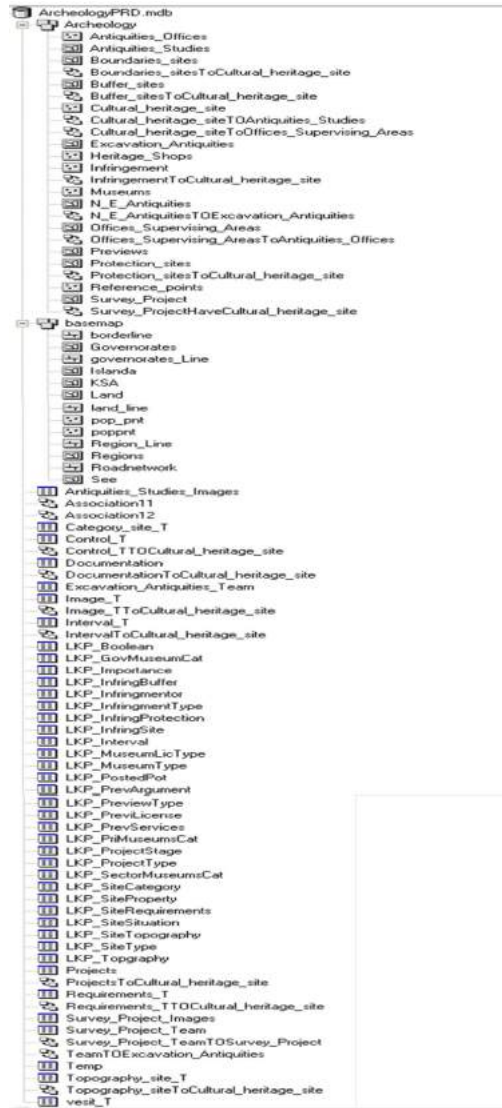 ArcheologyPRD.mdb
Archeology
Antiquities_Offices
Antiquities_Studies
Boundaries_sites
Boundaries_sitesToCultural_heritage_site
Buffer_sites
Buffer_sitesToCultural_heritage_site
Cultural_heritage_site
Cultural_heritage_siteTOAntiquities_Studies
Cultural_heritage_siteToOffices_Supervising_Areas
Excavation_Antiquities
Heritage_Shops
Infringement
InfringementToCultural_heritage_site
Museums
N_E_Antiquities
N_E_AntiquitiesTOExcavation_Antiquities
Offices_Supervising_Areas
Offices_Supervising_AreasToAntiquities_Offices
Previews
Protection_sites
Protection_sitesToCultural_heritage_site
Reference_points
Survey_Project
Survey_ProjectHaveCultural_heritage_site
basemap
borderline
Governorates
governorates_Line
Islanda
KSA
Land
land_line
pop_pnt
poppnt
Region_Line
Regions
Roadnetwork
See
Antiquities_Studies_Images
Association11
Association12
Category_site_T
Control_T
Control_TTOCultural_heritage_site
Documentation
DocumentationToCultural_heritage_site
Excavation_Antiquities_Team
Image_T
Image_TToCultural_heritage_site
Interval_T
IntervalToCultural_heritage_site
LKP_Boolean
LKP_GovMuseumCat
LKP_Importance
LKP_InfringBuffer
LKP_Infringmentor
LKP_InfringmentType
LKP_InfringProtection
LKP_InfringSite
LKP_Interval
LKP_MuseumLicType
LKP_MuseumType
LKP_PostedPot
LKP_PrevArgument
LKP_PreviewType
LKP_PreviLicense
LKP_PrevServices
LKP_PriMuseumsCat
LKP_ProjectStage
LKP_ProjectType
LKP_SectorMuseumsCat
LKP_SiteCategory
LKP_SiteProperty
LKP_SiteRequirements
LKP_SiteSituation
LKP_SiteTopography
LKP_SiteType
LKP_Topgraphy
Projects
ProjectsToCultural_heritage_site
Requirements_T
Requirements_TTOCultural_heritage_site
Survey_Project_Images
Survey_Project_Team
Survey_Project_TeamTOSurvey_Project
TeamTOExcavation_Antiquities
Temp
Topography_site_T
Topography_siteToCultural_heritage_site
vesit_T